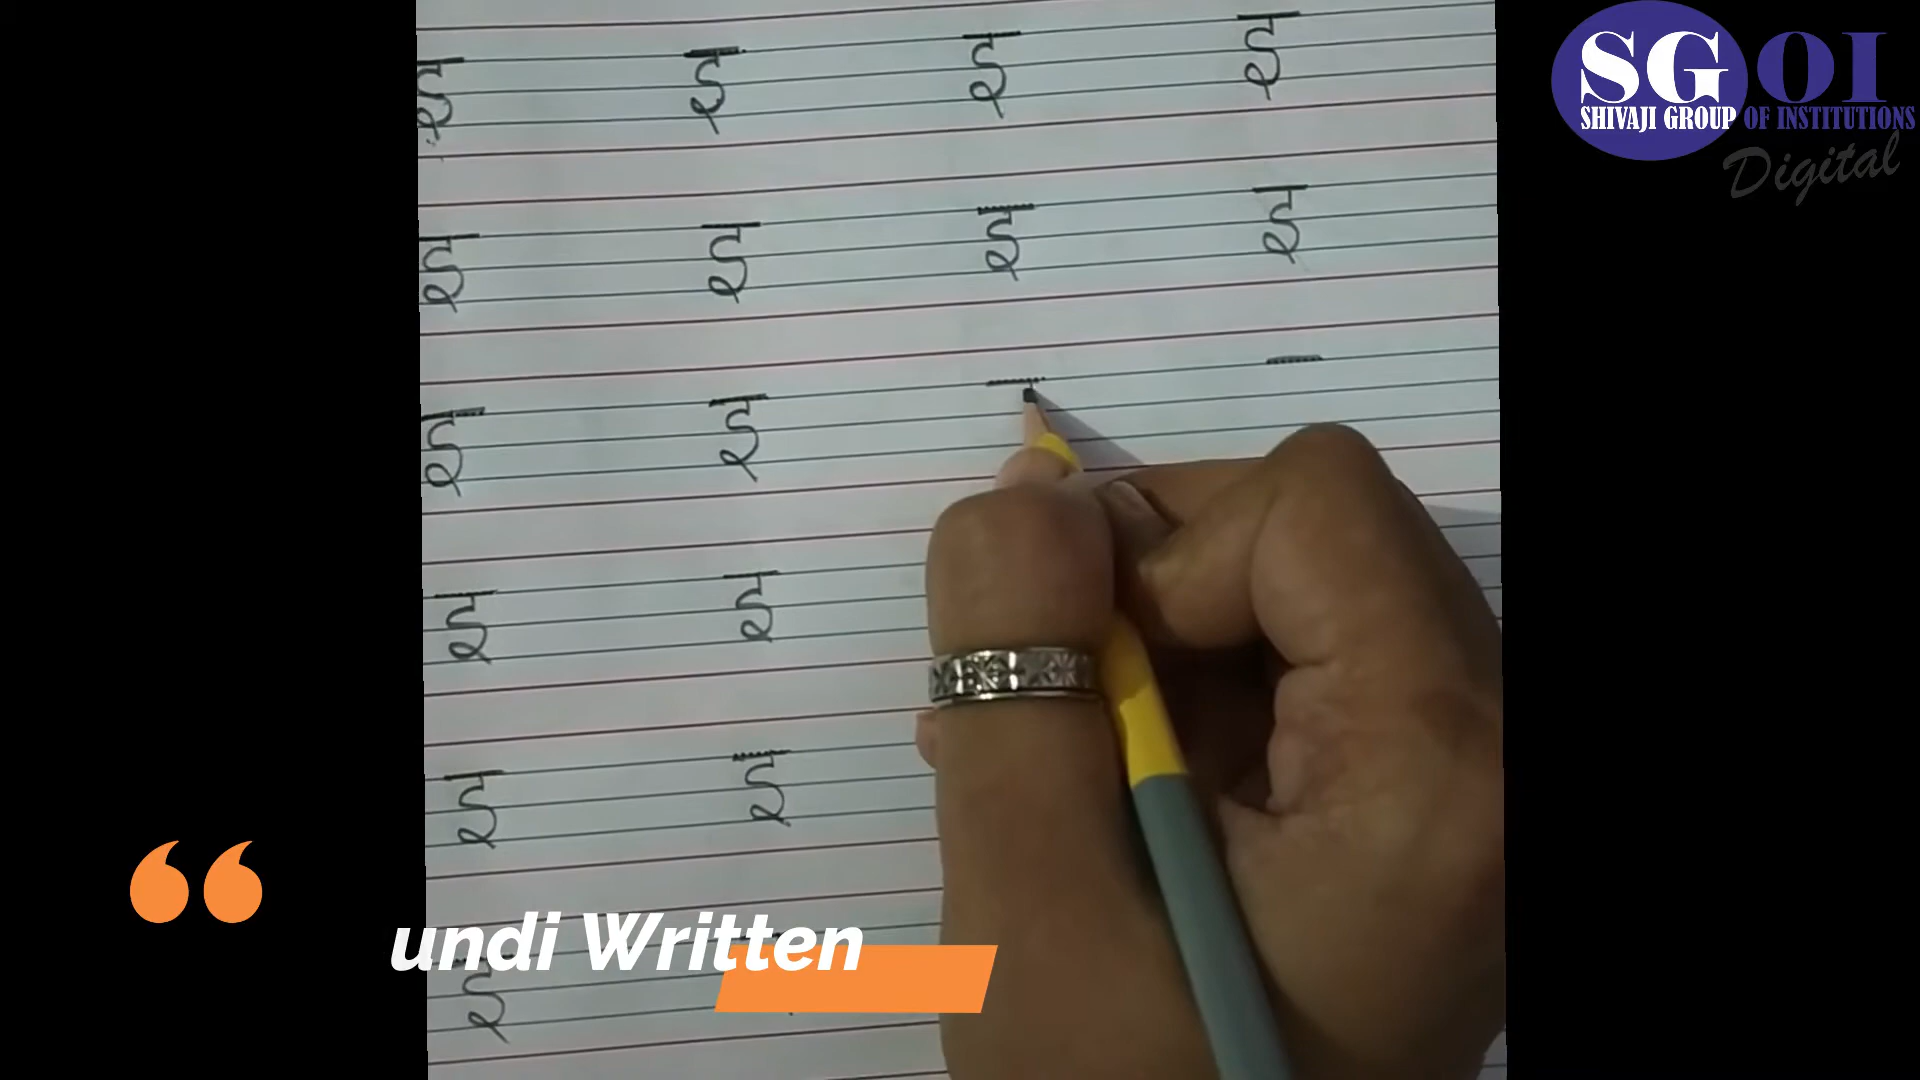 SGOI
SHIVAJI GROUP OF INSTITUTIONS
Digital
इ इ इ इ
इ इ इ इ
इ इ
इ इ
इ इ
इ
undi Written